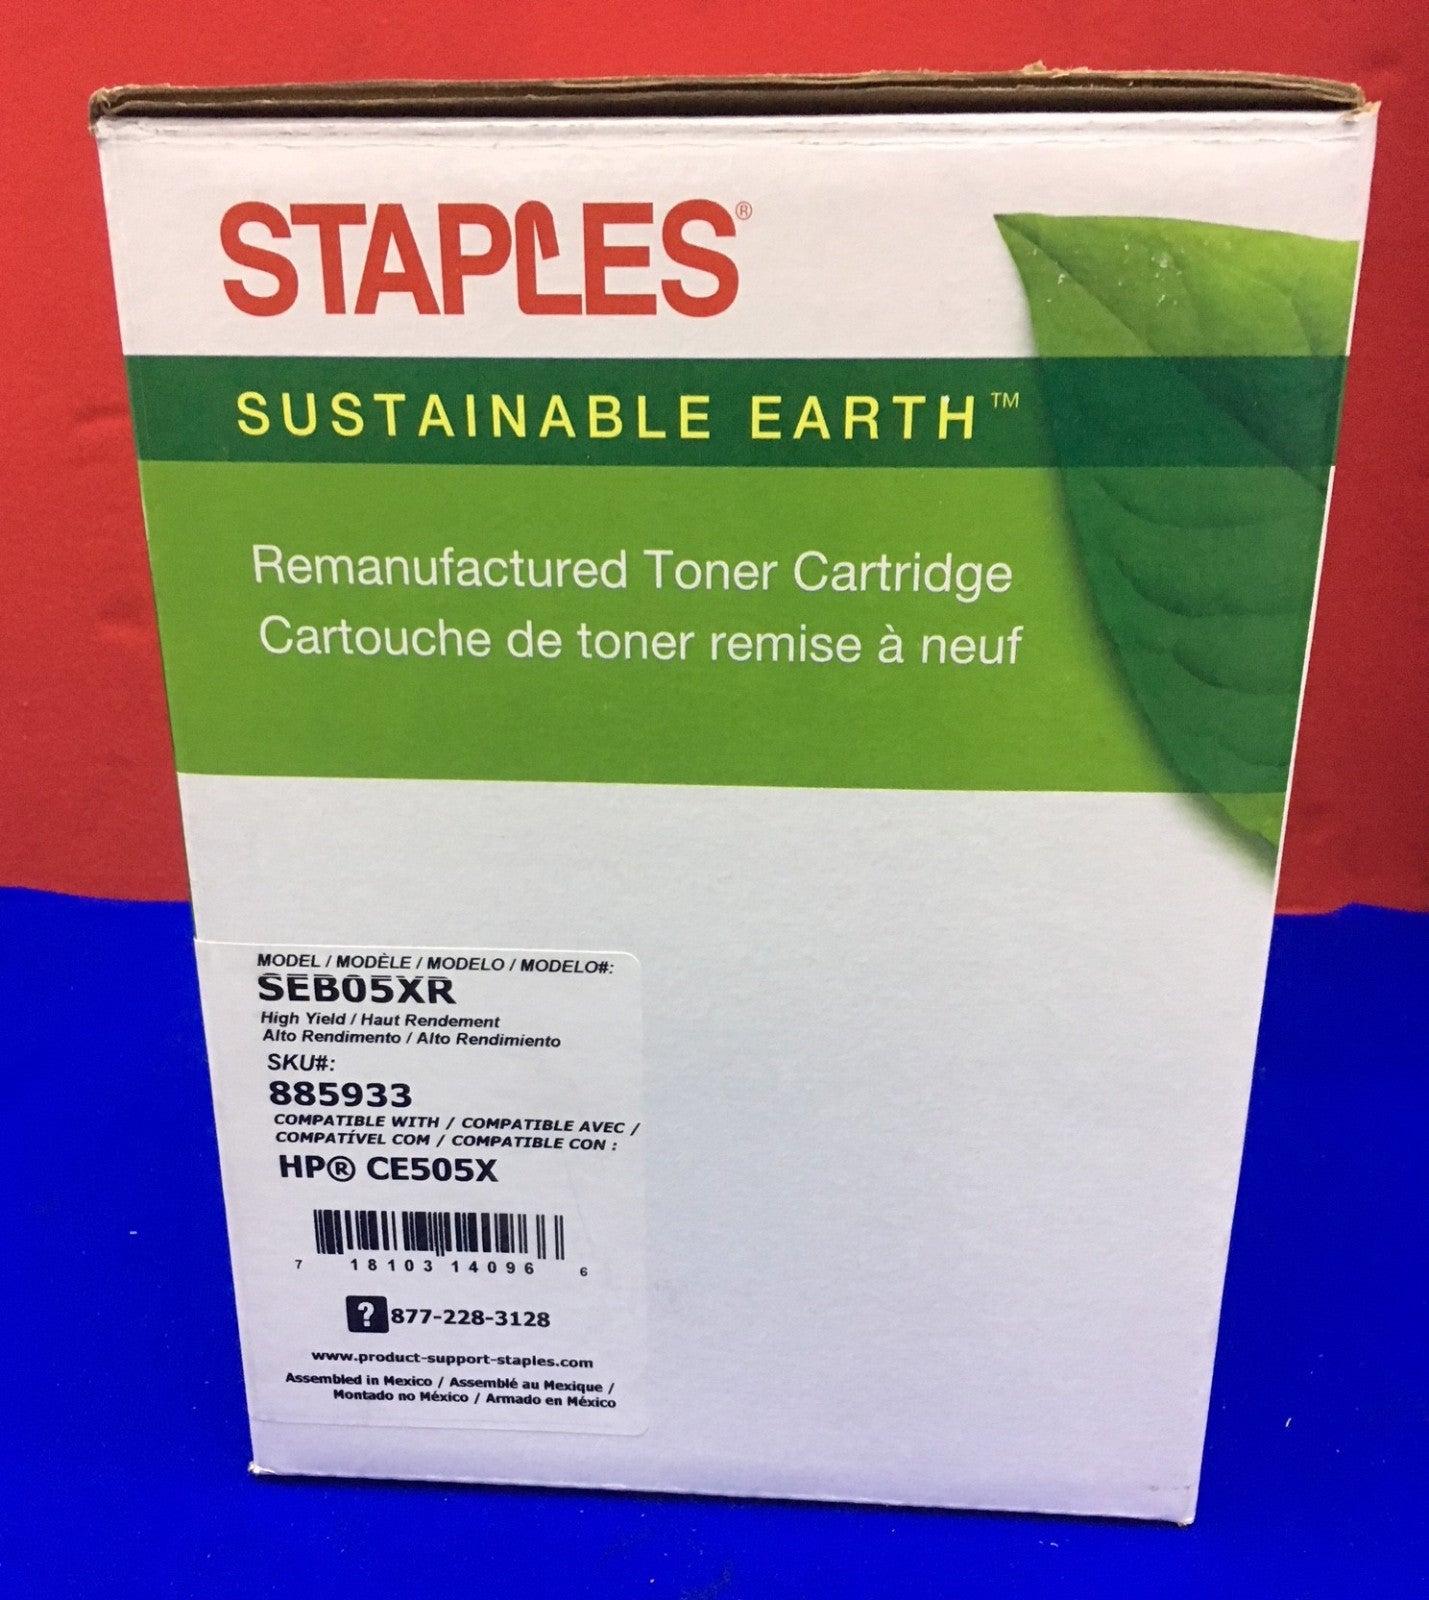 STAPLES®
SUSTAINABLE EARTH™
Remanufactured Toner Cartridge
Cartouche de toner remise à neuf
MODEL / MODÈLE / MODELO / MODELO#:
SEB05XR
High Yield / Haut Rendement
Alto Rendimento / Alto Rendimiento
SKU#:
885933
COMPATIBLE WITH / COMPATIBLE AVEC /
COMPATÍVEL COM / COMPATIBLE CON :
HP® CE505X
7 18103 14096 6
? 877-228-3128
www.product-support-staples.com
Assembled in Mexico / Assemblé au Mexique /
Montado no México / Armado en México